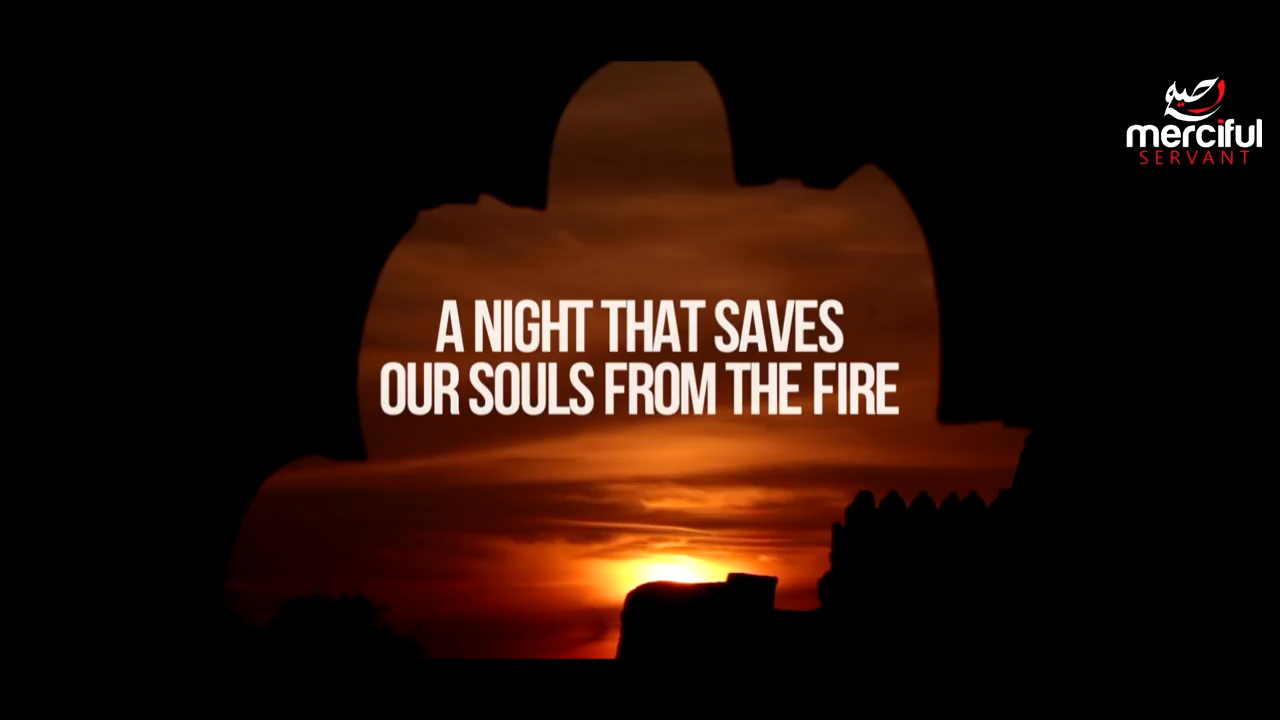 A NIGHT THAT SAVES
OUR SOULS FROM THE FIRE
merciful
SERVANT